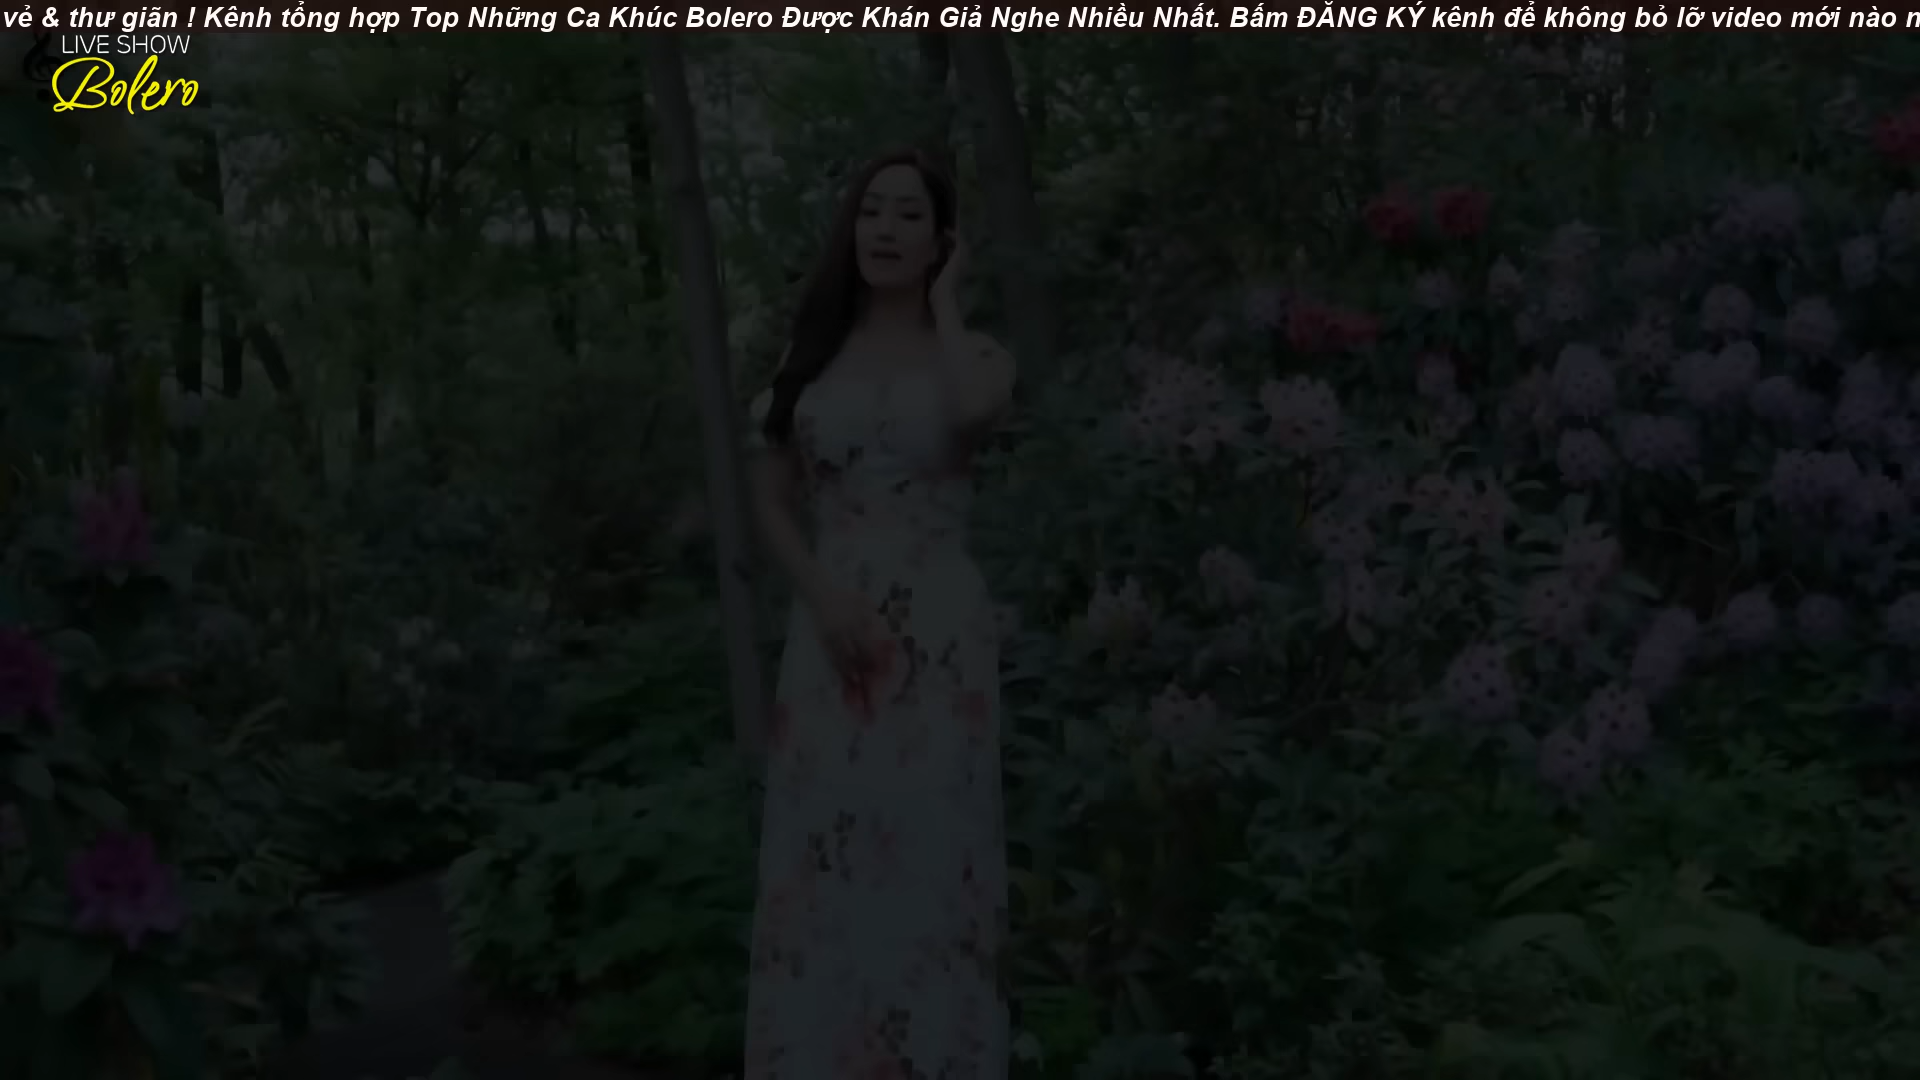 vẻ & thư giãn ! Kênh tổng hợp Top Những Ca Khúc Bolero Được Khán Giả Nghe Nhiều Nhất. Bấm ĐĂNG KÝ kênh để không bỏ lỡ video mới nào
LIVE SHOW
Bolero